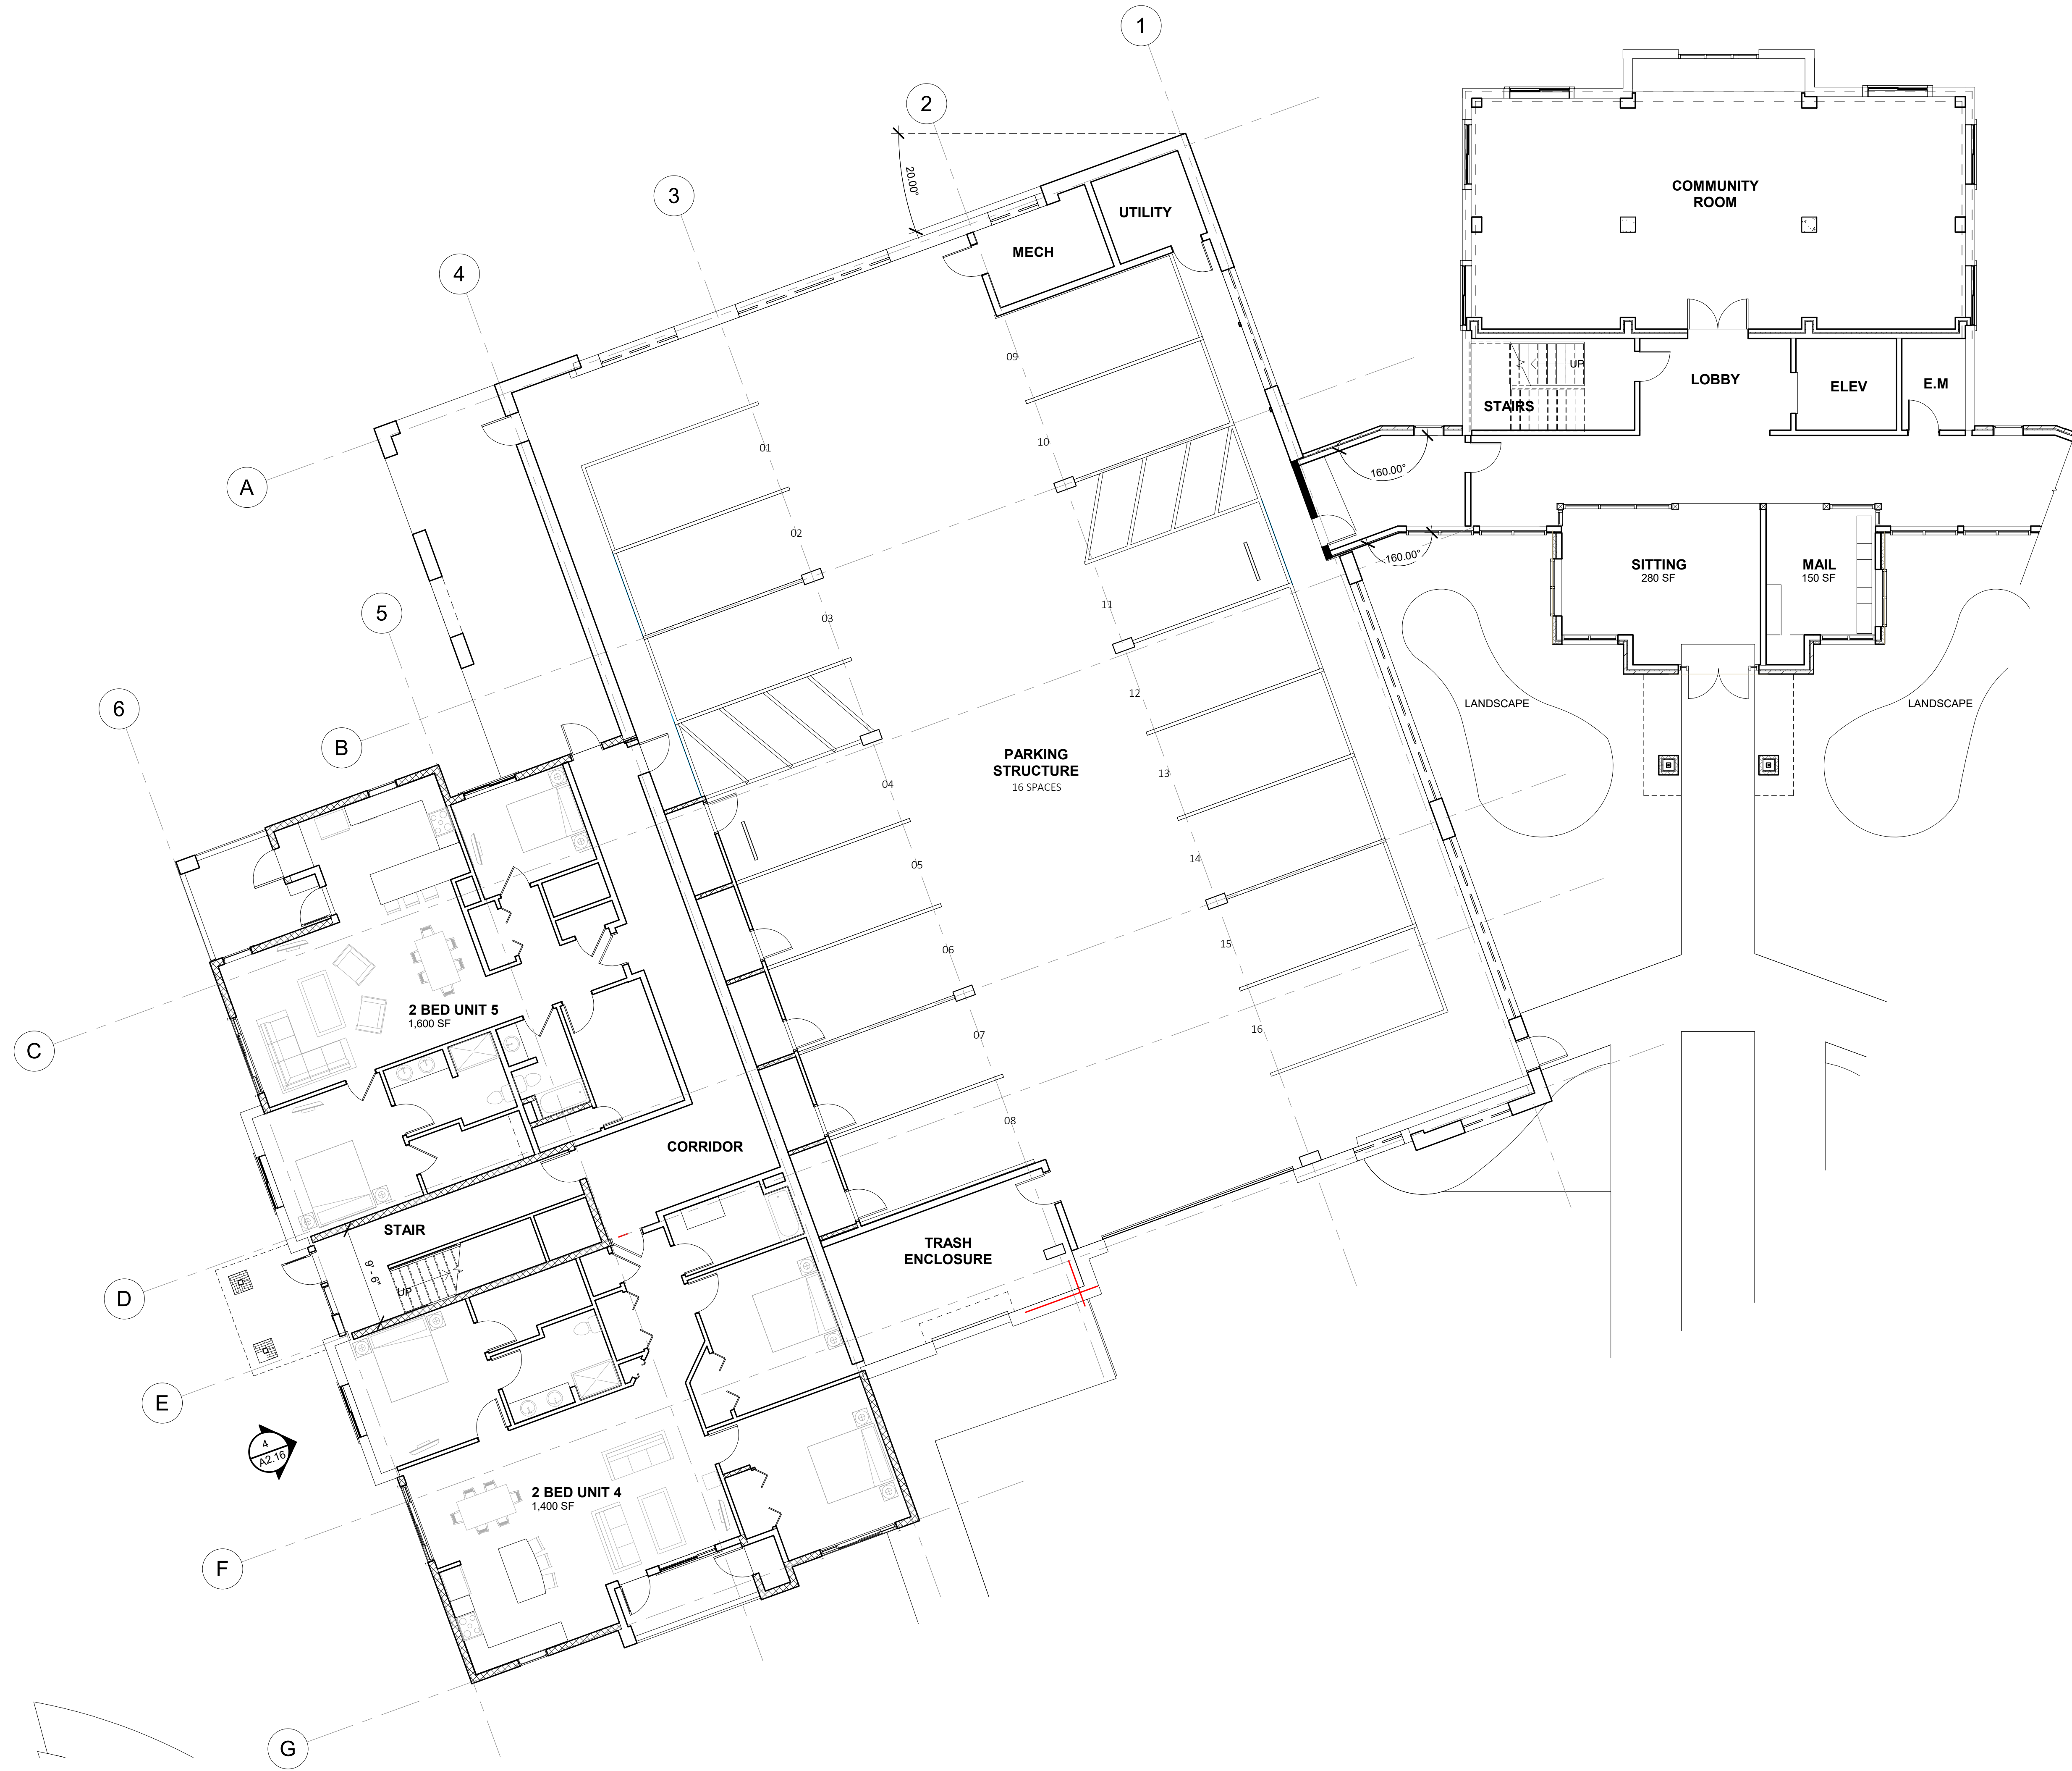 1
2
3
4
5
6
A
B
C
D
E
F
G
20.00°
COMMUNITY
ROOM
UTILITY
MECH
UP
LOBBY
ELEV
E.M
STAIRS
160.00°
160.00°
SITTING
280 SF
MAIL
150 SF
LANDSCAPE
LANDSCAPE
01
02
03
04
05
06
07
08
09
10
11
12
13
14
15
16
PARKING
STRUCTURE
16 SPACES
2 BED UNIT 5
1,600 SF
CORRIDOR
STAIR
9' - 6"
UP
TRASH
ENCLOSURE
4
A2.16
2 BED UNIT 4
1,400 SF